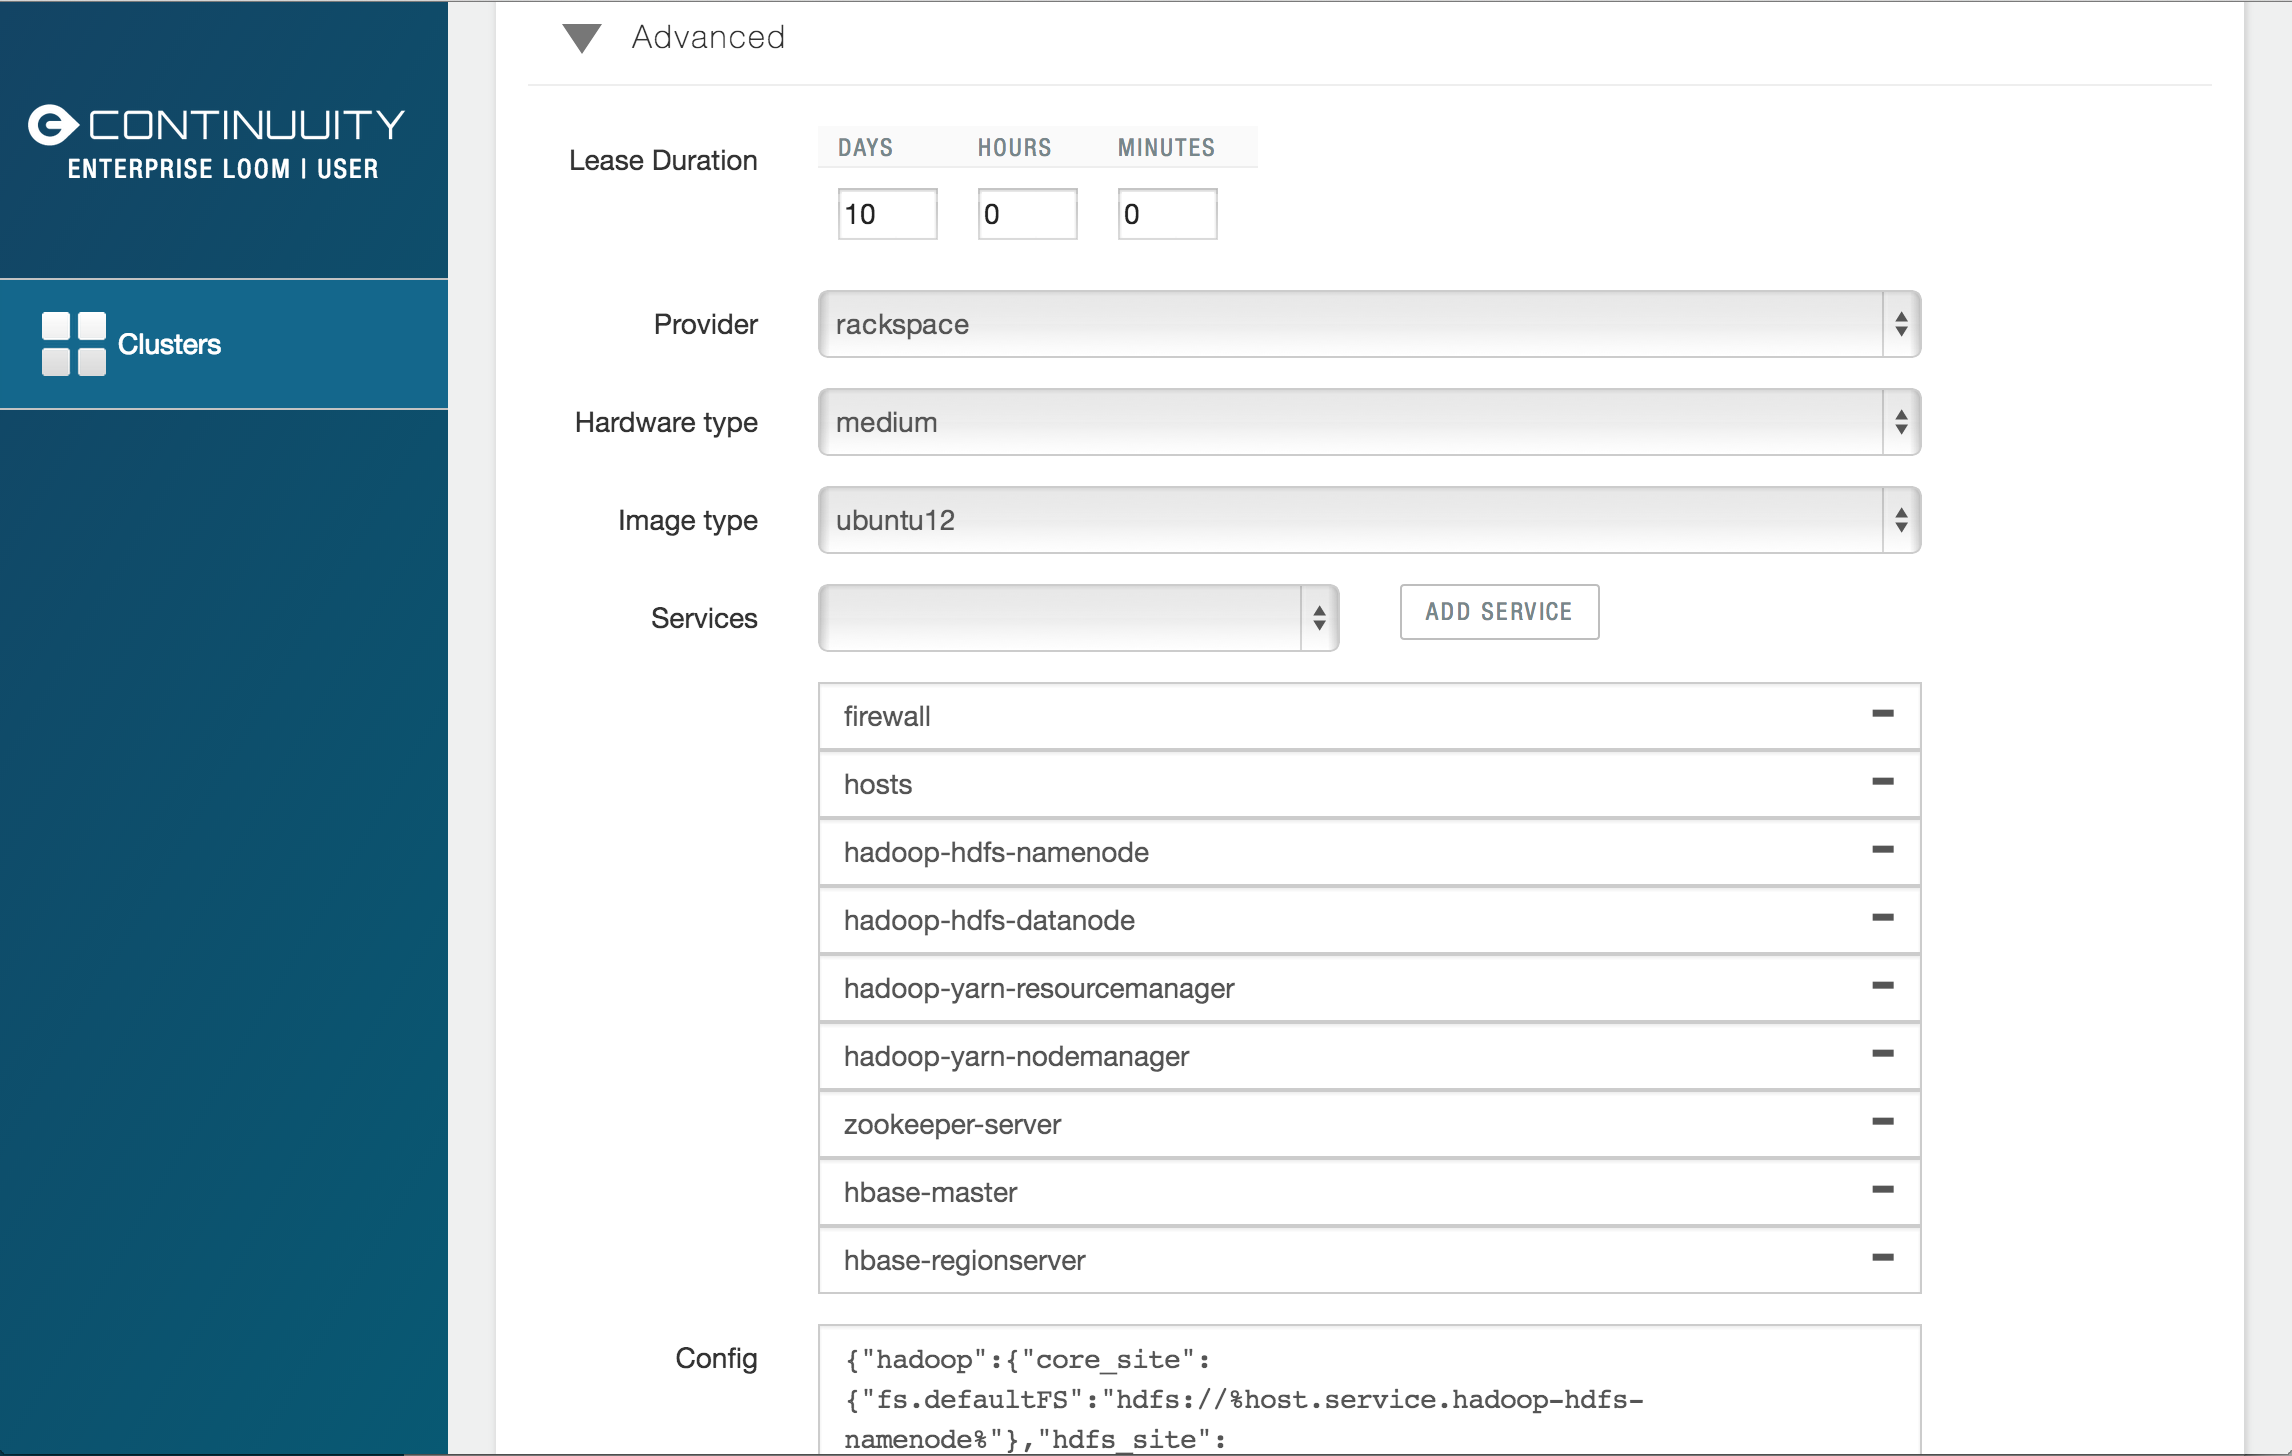 CONTINUUITY
ENTERPRISE LOOM | USER
Clusters
Advanced
Lease Duration
DAYS HOURS MINUTES
10 0 0
Provider rackspace
Hardware type medium
Image type ubuntu12
Services ADD SERVICE
firewall
hosts
hadoop-hdfs-namenode
hadoop-hdfs-datanode
hadoop-yarn-resourcemanager
hadoop-yarn-nodemanager
zookeeper-server
hbase-master
hbase-regionserver
Config {"hadoop":{"core_site":
{"fs.defaultFS":"hdfs://%host.service.hadoop-hdfs-
namenode%"},"hdfs_site":